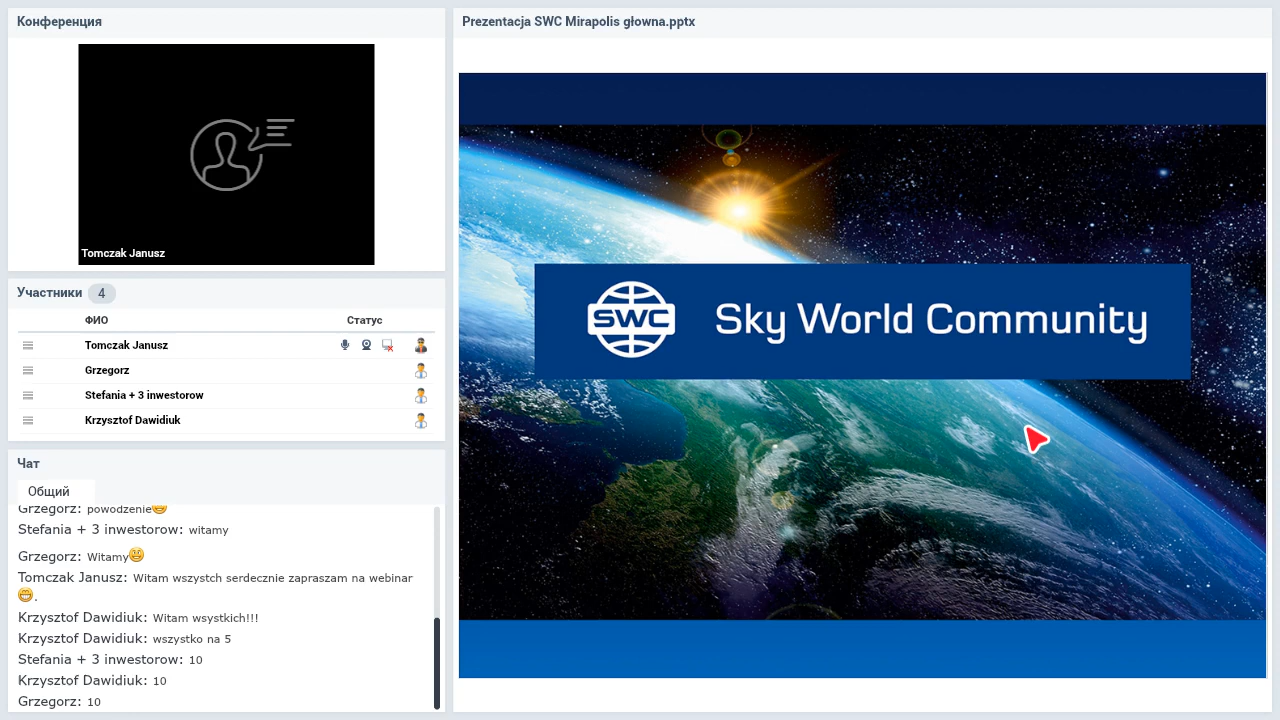 Конференция
Tomczak Janusz
Участники 4
ФИО Статус
Tomczak Janusz
Grzegorz
Stefania + 3 inwestorow
Krzysztof Dawidiuk
Чат
Общий
Grzegorz: powodzenie
Stefania + 3 inwestorow: witamy
Grzegorz: Witamy
Tomczak Janusz: Witam wszystch serdecznie zapraszam na webinar
.
Krzysztof Dawidiuk: Witam wsystkich!!!
Krzysztof Dawidiuk: wszystko na 5
Stefania + 3 inwestorow: 10
Krzysztof Dawidiuk: 10
Grzegorz: 10
Prezentacja SWC Mirapolis głowna.pptx
SWC Sky World Community